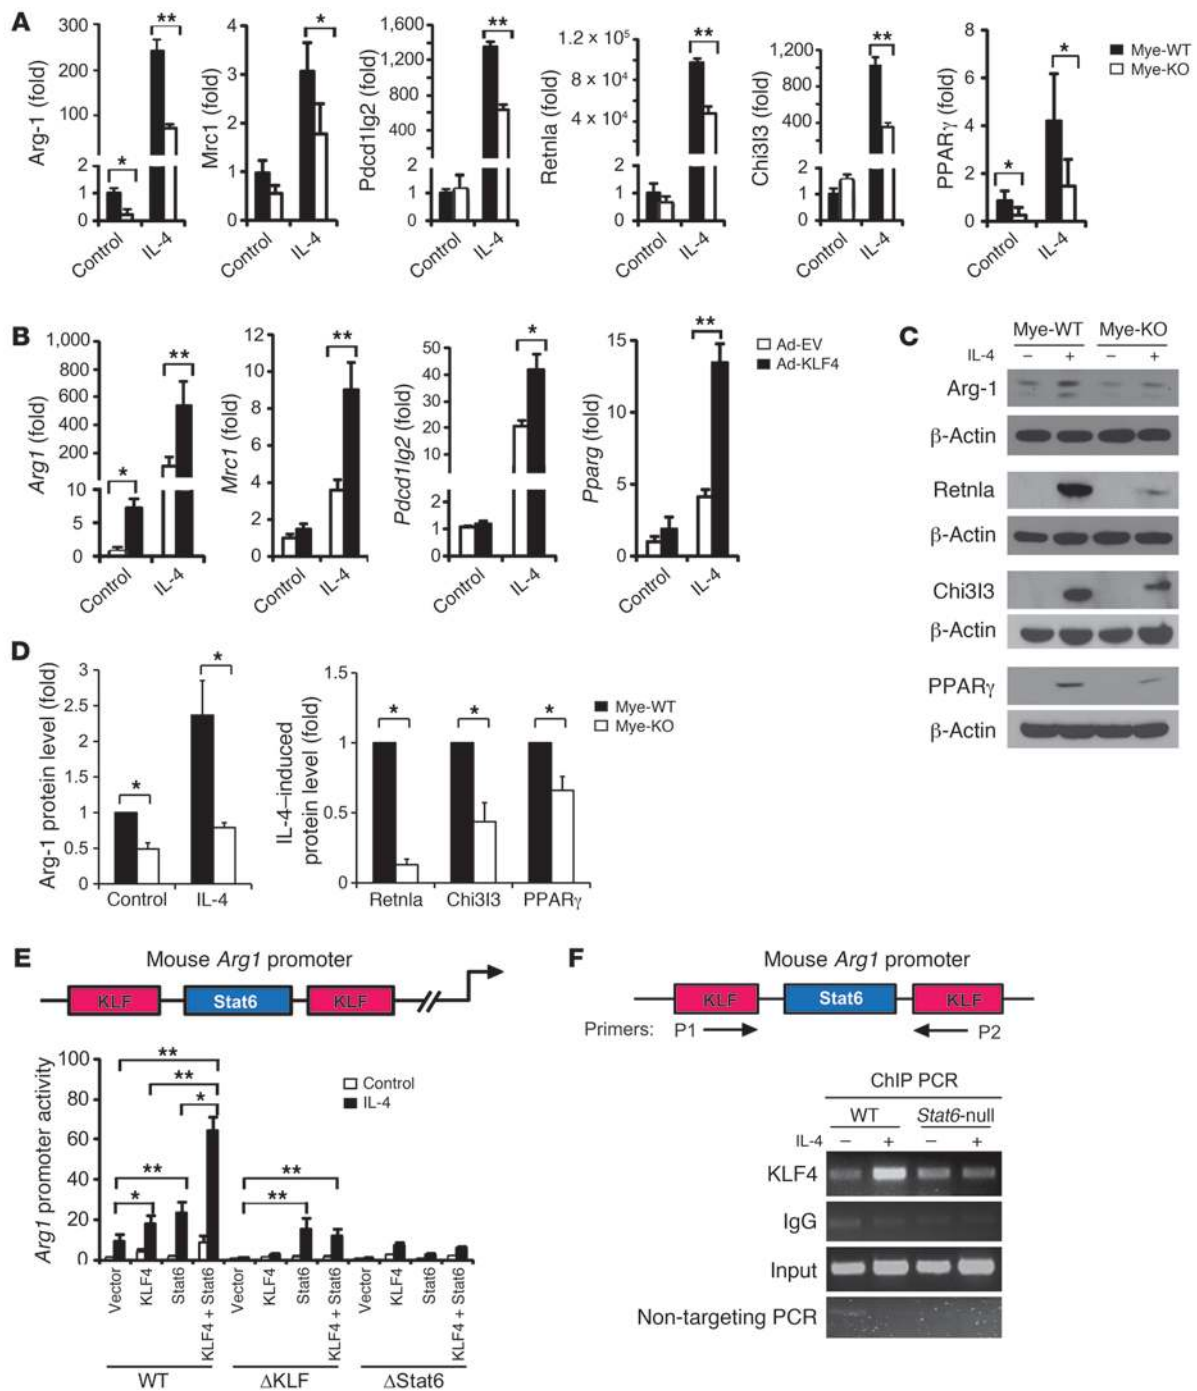 A
Arg-1 (fold)
300
200
100
2
1
0
**
*
Control
IL-4
Mrc1 (fold)
4
3
2
1
0
*
Control
IL-4
Pdcd1lg2 (fold)
1,600
1,200
800
400
2
1
0
**
Control
IL-4
Retnla (fold)
1.2 × 10⁵
8 × 10⁴
4 × 10⁴
2
1
0
**
Control
IL-4
Chi3l3 (fold)
1,200
800
400
2
1
0
**
Control
IL-4
PPARγ (fold)
8
6
4
2
0
*
*
Control
IL-4
Mye-WT
Mye-KO
B
Arg1 (fold)
1,000
800
600
400
200
10
5
0
**
*
Control
IL-4
Mrc1 (fold)
12
10
8
6
4
2
0
**
Control
IL-4
Pdcd1lg2 (fold)
50
40
30
20
2
1
0
*
Control
IL-4
Pparg (fold)
15
10
5
0
**
Control
IL-4
Ad-EV
Ad-KLF4
C
Mye-WT Mye-KO
IL-4 – + – +
Arg-1
β-Actin
Retnla
β-Actin
Chi3l3
β-Actin
PPARγ
β-Actin
D
Arg-1 protein level (fold)
3
2.5
2
1.5
1
0.5
0
*
*
Control IL-4
IL-4–induced
protein level (fold)
1.5
1
0.5
0
* * *
Retnla Chi3l3 PPARγ
Mye-WT
Mye-KO
E
Mouse Arg1 promoter
KLF Stat6 KLF
Arg1 promoter activity
100
80
60
40
20
0
**
**
*
**
*
**
**
Control
IL-4
Vector
KLF4
Stat6
KLF4 + Stat6
Vector
KLF4
Stat6
KLF4 + Stat6
Vector
KLF4
Stat6
KLF4 + Stat6
WT ΔKLF ΔStat6
F
Mouse Arg1 promoter
KLF Stat6 KLF
Primers: P1 P2
ChIP PCR
WT Stat6-null
IL-4 – + – +
KLF4
IgG
Input
Non-targeting PCR